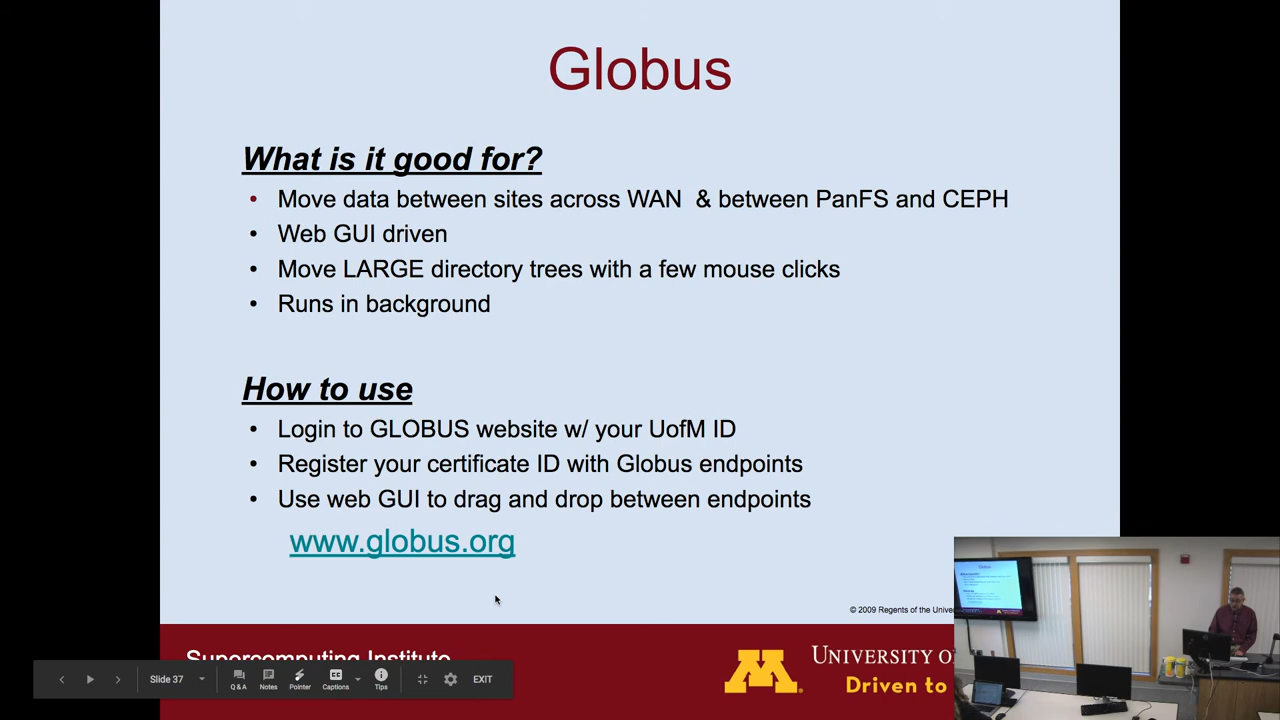 Globus
What is it good for?
• Move data between sites across WAN & between PanFS and CEPH
• Web GUI driven
• Move LARGE directory trees with a few mouse clicks
• Runs in background
How to use
• Login to GLOBUS website w/ your UofM ID
• Register your certificate ID with Globus endpoints
• Use web GUI to drag and drop between endpoints
www.globus.org
© 2009 Regents of the
Supercomputing Institute
UNIVERSITY
Driven to
Slide 37
Q & A
Notes
Pointer
Captions
Tips
EXIT